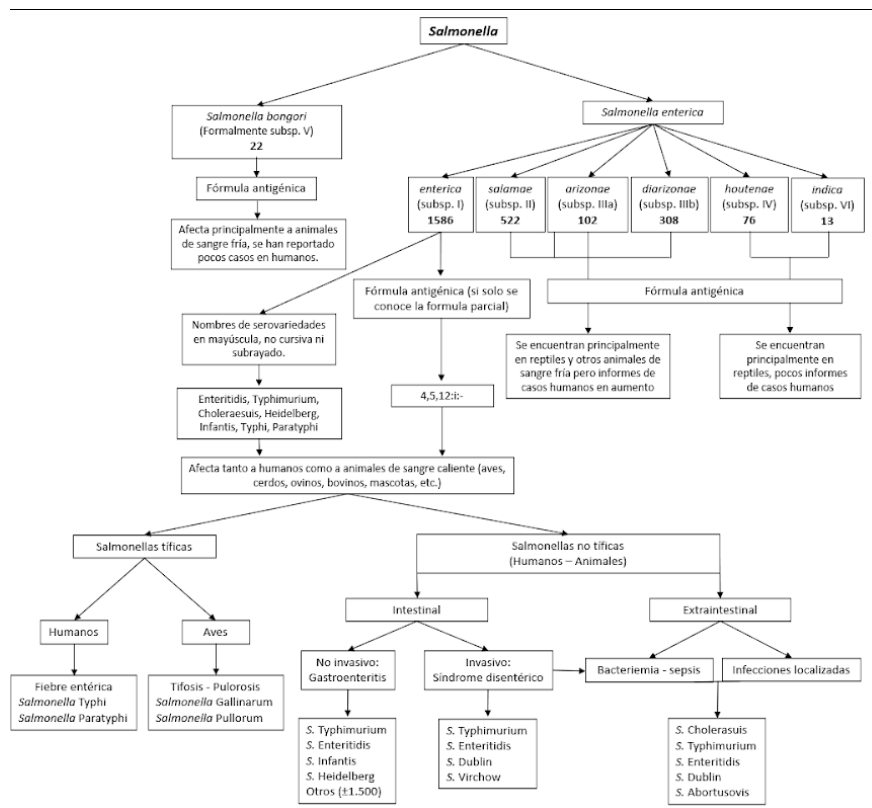 Salmonella
Salmonella bongori
(Formalmente subsp. V)
22
Salmonella enterica
Fórmula antigénica
Afecta principalmente a animales
de sangre fría, se han reportado
pocos casos en humanos.
enterica
(subsp. I)
1586
salamae
(subsp. II)
522
arizonae
(subsp. IIIa)
102
diarizonae
(subsp. IIIb)
308
houtenae
(subsp. IV)
76
indica
(subsp. VI)
13
Nombres de serovariedades
en mayúscula, no cursiva ni
subrayado.
Fórmula antigénica (si solo se
conoce la formula parcial)
Fórmula antigénica
Se encuentran principalmente
en reptiles y otros animales de
sangre fría pero informes de
casos humanos en aumento
Se encuentran
principalmente en
reptiles, pocos informes
de casos humanos
Enteritidis, Typhimurium,
Choleraesuis, Heidelberg,
Infantis, Typhi, Paratyphi
4,5,12:i:-
Afecta tanto a humanos como a animales de sangre caliente (aves,
cerdos, ovinos, bovinos, mascotas, etc.)
Salmonellas tíficas
Salmonellas no tíficas
(Humanos – Animales)
Humanos
Aves
Intestinal
Extraintestinal
Fiebre entérica
Salmonella Typhi
Salmonella Paratyphi
Tifosis - Pulorosis
Salmonella Gallinarum
Salmonella Pullorum
No invasivo:
Gastroenteritis
Invasivo:
Síndrome disentérico
Bacteriemia - sepsis
Infecciones localizadas
S. Typhimurium
S. Enteritidis
S. Infantis
S. Heidelberg
Otros (±1.500)
S. Typhimurium
S. Enteritidis
S. Dublin
S. Virchow
S. Cholerasuis
S. Typhimurium
S. Enteritidis
S. Dublin
S. Abortusovis